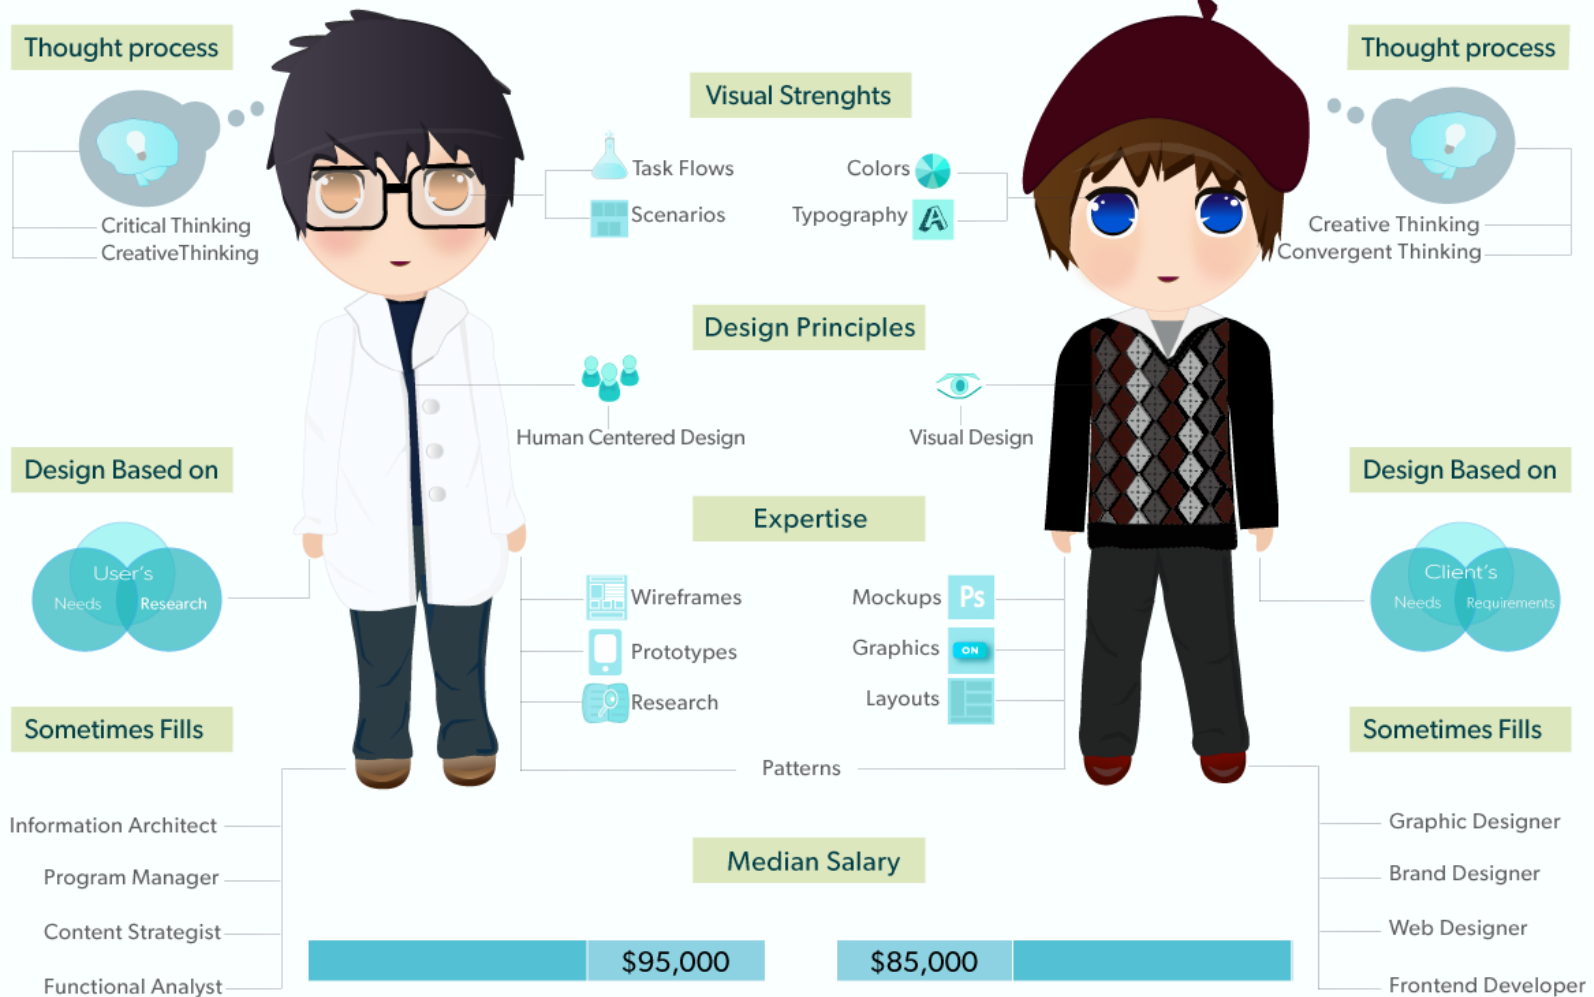 Thought process
Critical Thinking
CreativeThinking
Design Based on
User's
Needs
Research
Sometimes Fills
Information Architect
Program Manager
Content Strategist
Functional Analyst
Visual Strenghts
Task Flows
Scenarios
Colors
Typography
A
Design Principles
Human Centered Design
Visual Design
Expertise
Wireframes
Prototypes
Research
Mockups
Ps
Graphics
ON
Layouts
Patterns
Median Salary
$95,000
$85,000
Thought process
Creative Thinking
Convergent Thinking
Design Based on
Client's
Needs
Requirements
Sometimes Fills
Graphic Designer
Brand Designer
Web Designer
Frontend Developer